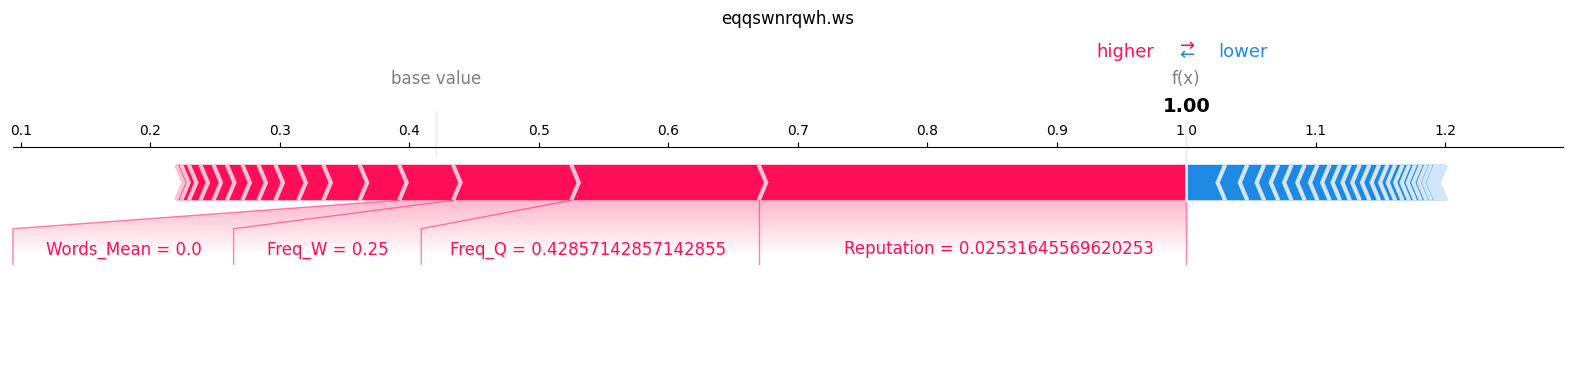 eqqswnrqwh.ws
higher ⇄ lower
base value f(x)
1.00
0.1 0.2 0.3 0.4 0.5 0.6 0.7 0.8 0.9 1.0 1.1 1.2
Words_Mean = 0.0 Freq_W = 0.25 Freq_Q = 0.42857142857142855 Reputation = 0.02531645569620253